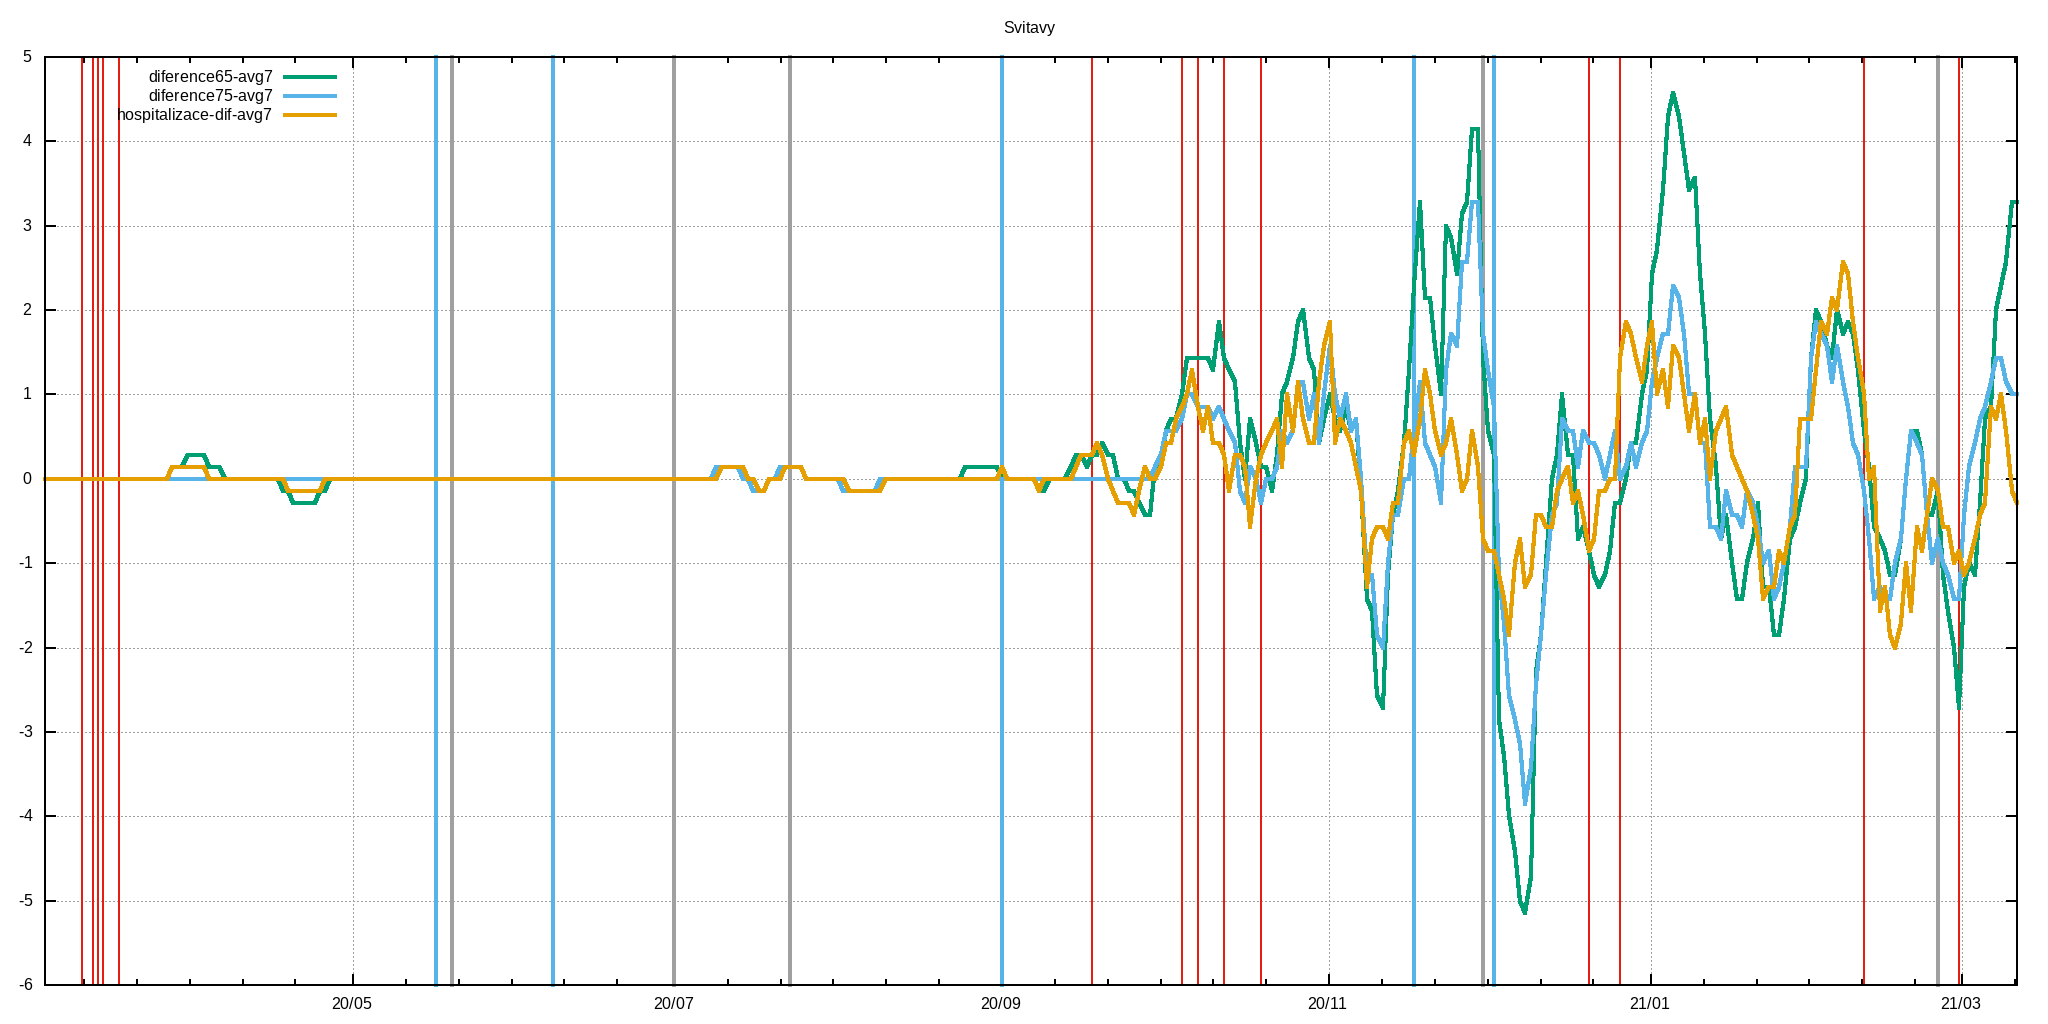 Svitavy
diference65-avg7
diference75-avg7
hospitalizace-dif-avg7
5
4
3
2
1
0
-1
-2
-3
-4
-5
-6
20/05 20/07 20/09 20/11 21/01 21/03